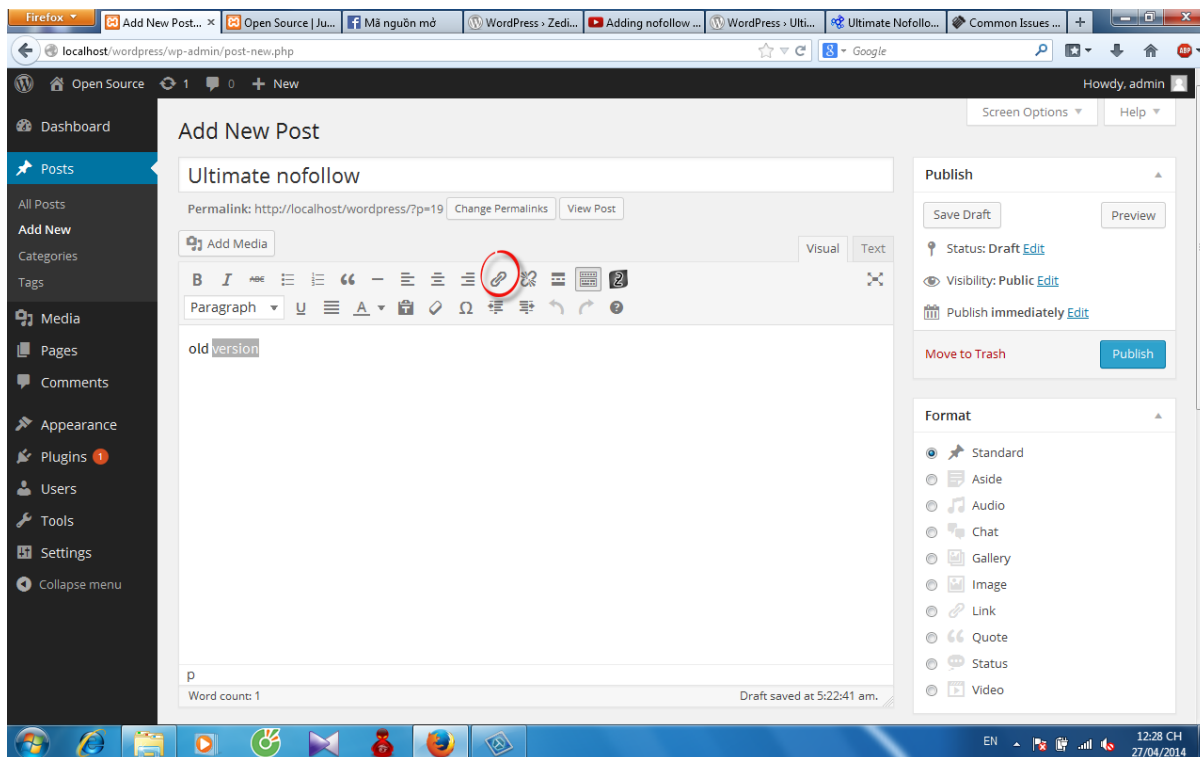 Firefox
Add New Post... × Open Source | Ju... Mã nguồn mở WordPress › Zedi... Adding nofollow ... WordPress › Ulti... Ultimate Nofollo... Common Issues ... +
localhost/wordpress/wp-admin/post-new.php
Google
ABP
Open Source 1 0 + New
Howdy, admin
Screen Options Help
Dashboard
Posts
All Posts
Add New
Categories
Tags
Media
Pages
Comments
Appearance
Plugins 1
Users
Tools
Settings
Collapse menu
Add New Post
Ultimate nofollow
Permalink: http://localhost/wordpress/?p=19 Change Permalinks View Post
Add Media
Visual Text
B I ABC
Paragraph U A Ω
old version
p
Word count: 1
Draft saved at 5:22:41 am.
Publish
Save Draft Preview
Status: Draft Edit
Visibility: Public Edit
Publish immediately Edit
Move to Trash Publish
Format
Standard
Aside
Audio
Chat
Gallery
Image
Link
Quote
Status
Video
EN
12:28 CH
27/04/2014